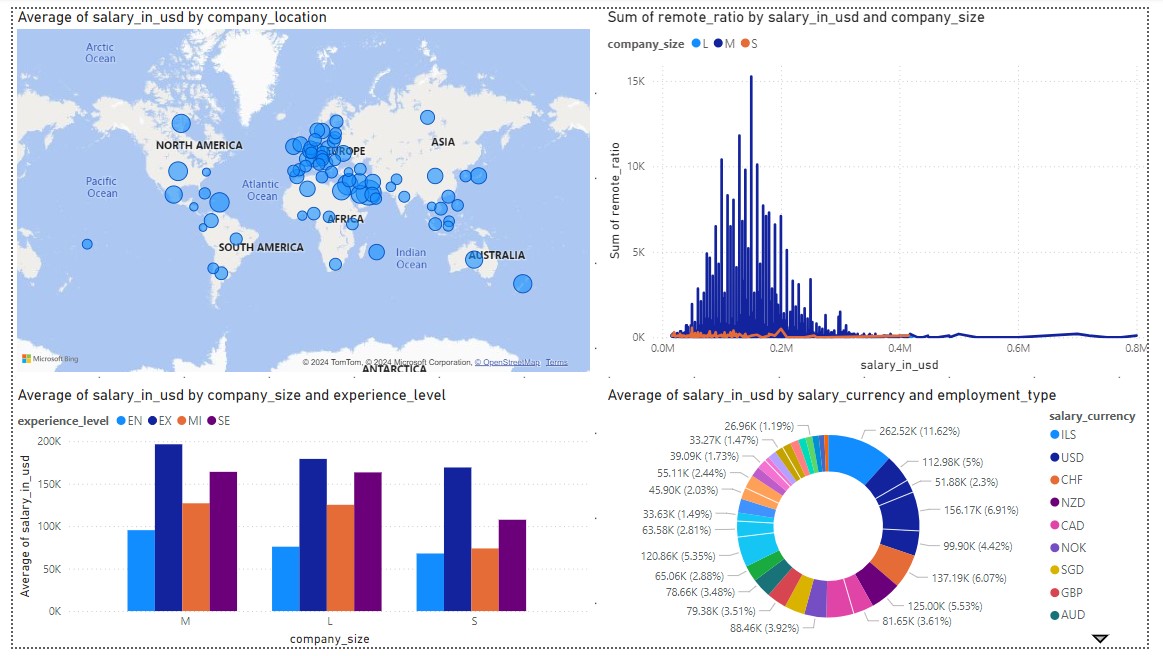 Average of salary_in_usd by company_location
Arctic
Ocean
NORTH AMERICA
EUROPE
ASIA
Pacific
Ocean
Atlantic
Ocean
AFRICA
SOUTH AMERICA
Indian
Ocean
AUSTRALIA
Microsoft Bing
© 2024 TomTom, © 2024 Microsoft Corporation, © OpenStreetMap Terms
ANTARCTICA
Sum of remote_ratio by salary_in_usd and company_size
company_size L M S
Sum of remote_ratio
15K
10K
5K
0K
0.0M 0.2M 0.4M 0.6M 0.8M
salary_in_usd
Average of salary_in_usd by company_size and experience_level
experience_level EN EX MI SE
Average of salary_in_usd
200K
150K
100K
50K
0K
M L S
company_size
Average of salary_in_usd by salary_currency and employment_type
26.96K (1.19%)
33.27K (1.47%)
39.09K (1.73%)
55.11K (2.44%)
45.90K (2.03%)
33.63K (1.49%)
63.58K (2.81%)
120.86K (5.35%)
65.06K (2.88%)
78.66K (3.48%)
79.38K (3.51%)
88.46K (3.92%)
262.52K (11.62%)
112.98K (5%)
51.88K (2.3%)
156.17K (6.91%)
99.90K (4.42%)
137.19K (6.07%)
125.00K (5.53%)
81.65K (3.61%)
salary_currency
ILS
USD
CHF
NZD
CAD
NOK
SGD
GBP
AUD